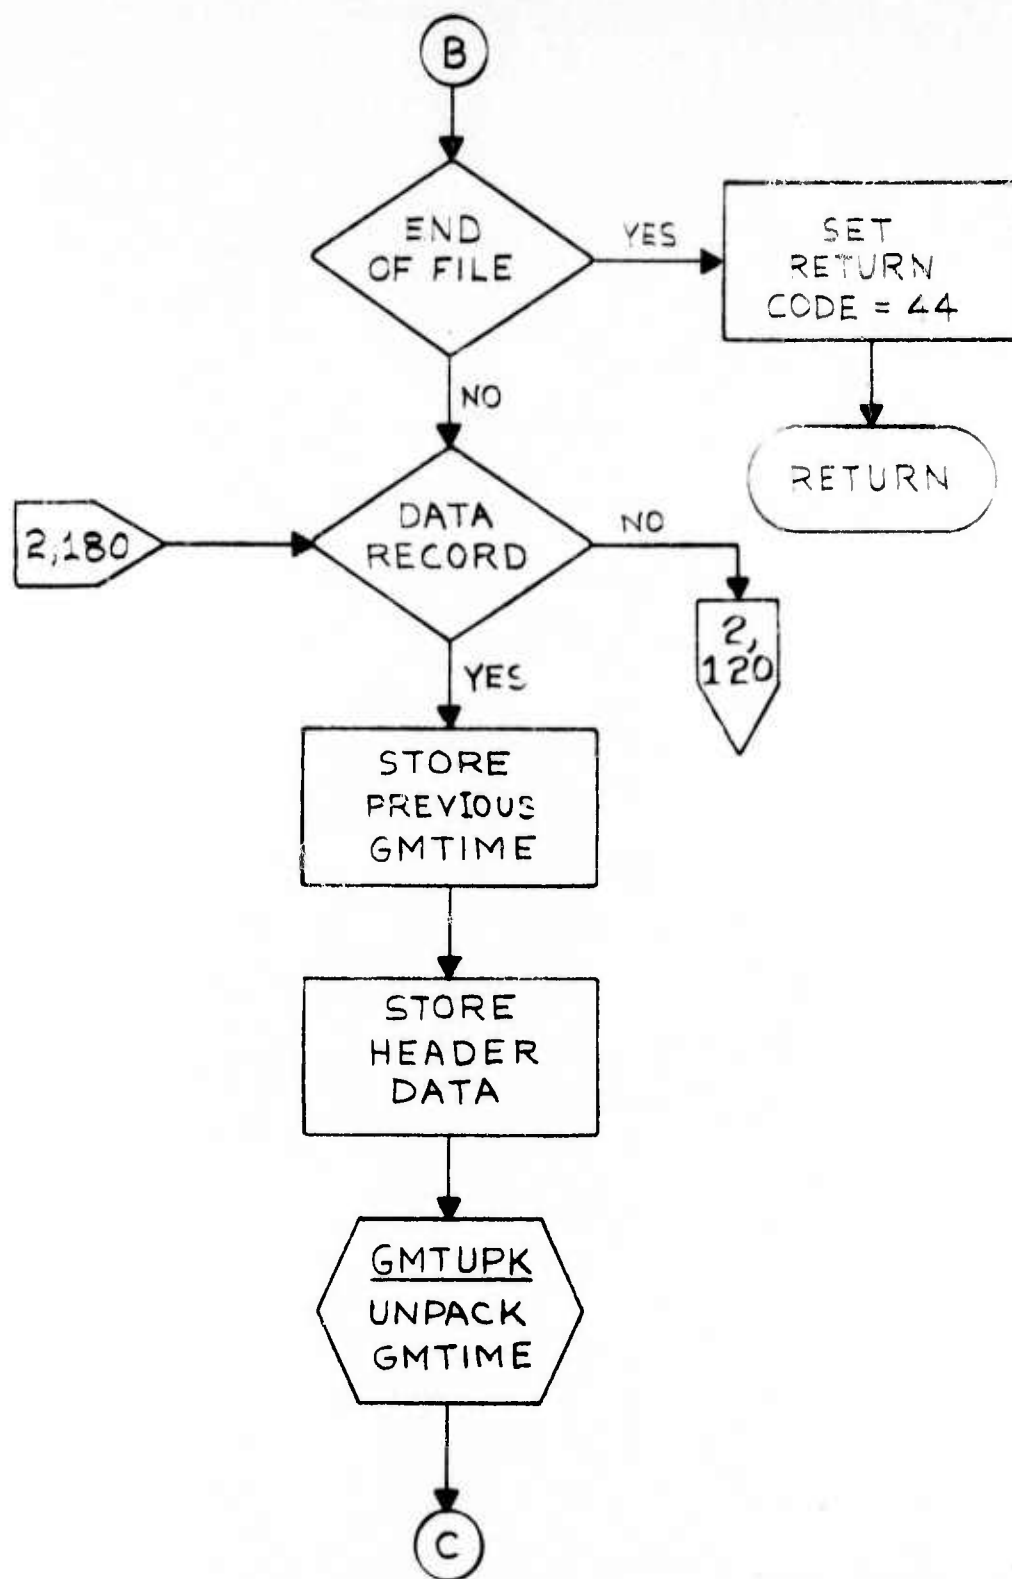 B
END
OF FILE
YES
SET
RETURN
CODE = 44
NO
RETURN
2,180
DATA
RECORD
NO
2,
120
YES
STORE
PREVIOUS
GMTIME
STORE
HEADER
DATA
GMTUPK
UNPACK
GMTIME
C